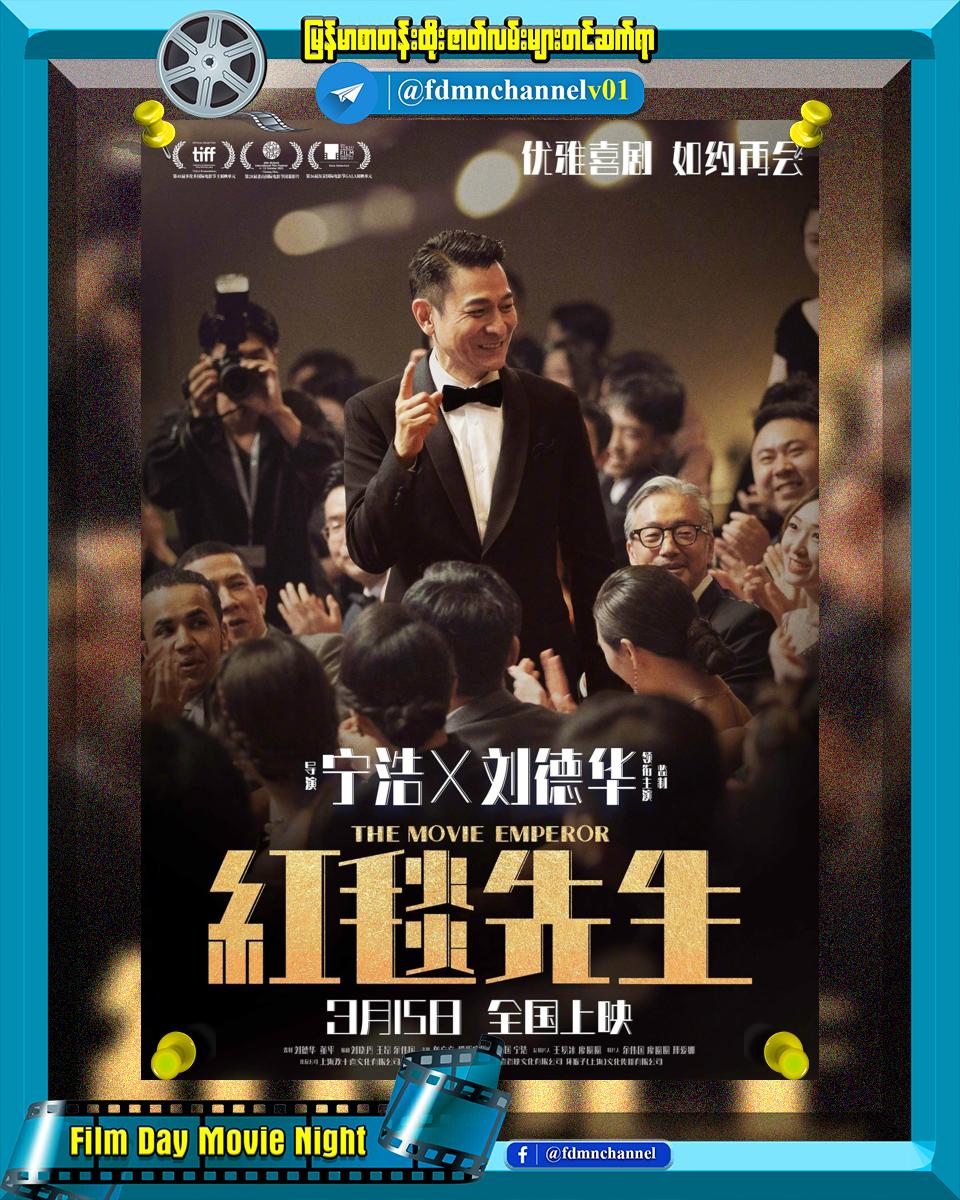 မြန်မာစာတန်းထိုးဇာတ်လမ်းများတင်ဆက်ရာ
@fdmnchannelv01
tiff
优雅喜剧 如约再会
导演 宁浩 X 刘德华 领衔主演 监制
THE MOVIE EMPEROR
紅毯先生
3月15日 全国上映
Film Day Movie Night
f @fdmnchannel